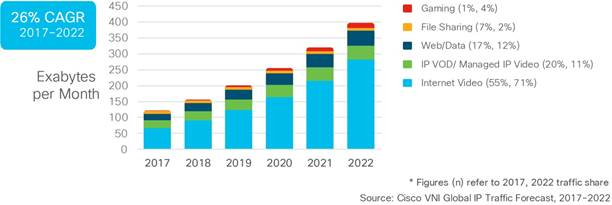 26% CAGR
2017–2022
Exabytes
per Month
450
400
350
300
250
200
150
100
50
0
2017
2018
2019
2020
2021
2022
Gaming (1%, 4%)
File Sharing (7%, 2%)
Web/Data (17%, 12%)
IP VOD/ Managed IP Video (20%, 11%)
Internet Video (55%, 71%)
* Figures (n) refer to 2017, 2022 traffic share
Source: Cisco VNI Global IP Traffic Forecast, 2017–2022